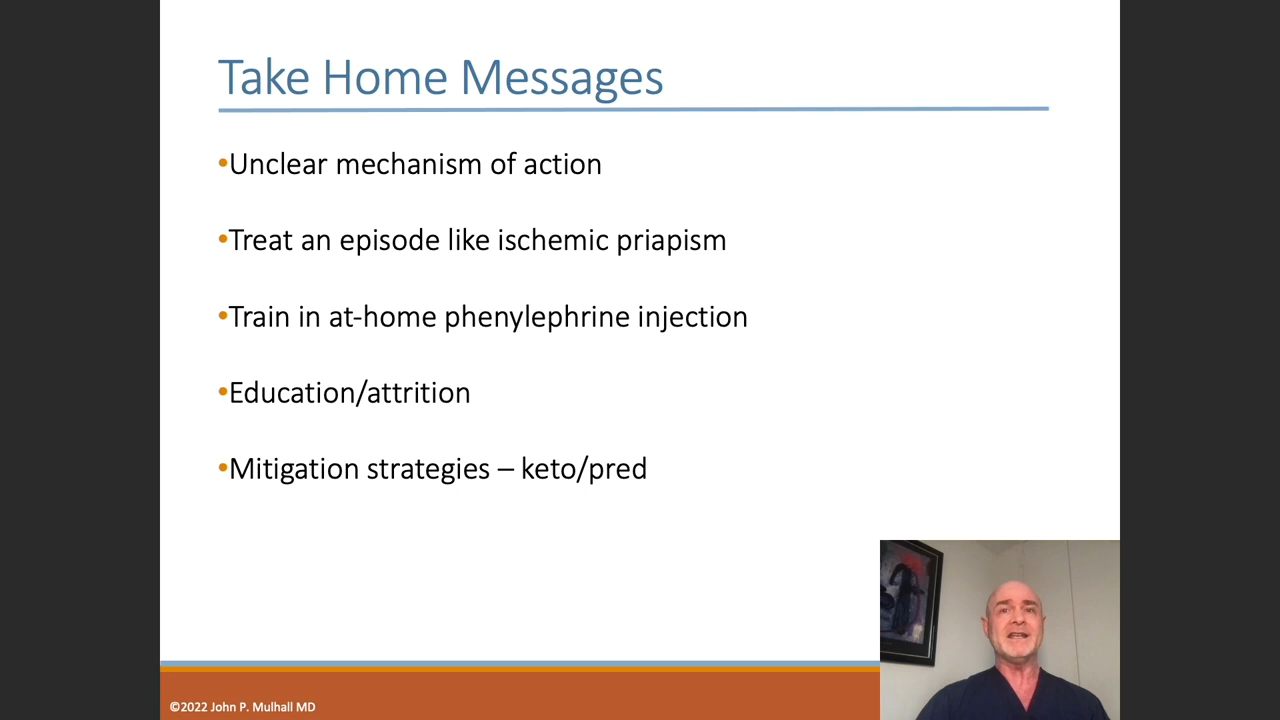 Take Home Messages
•Unclear mechanism of action
•Treat an episode like ischemic priapism
•Train in at-home phenylephrine injection
•Education/attrition
•Mitigation strategies – keto/pred
©2022 John P. Mulhall MD